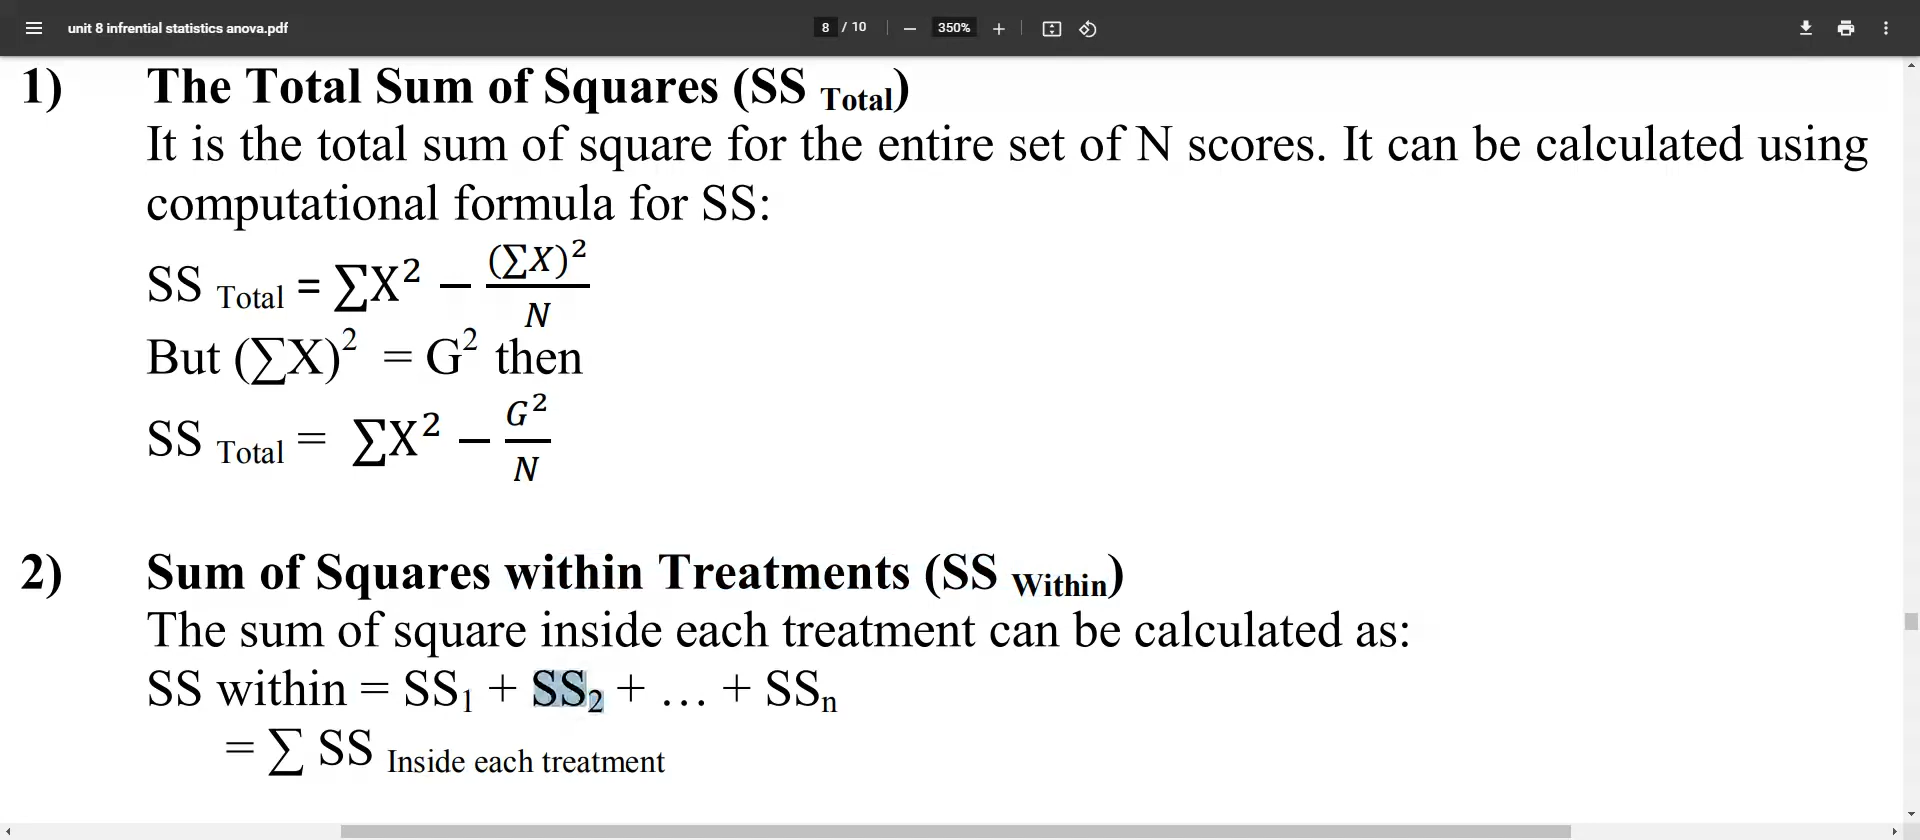 unit 8 infrential statistics anova.pdf 8 / 10 350%
1) The Total Sum of Squares (SS Total)
It is the total sum of square for the entire set of N scores. It can be calculated using
computational formula for SS:
SS Total = ∑X² − (∑X)² / N
But (∑X)² = G² then
SS Total = ∑X² − G² / N
2) Sum of Squares within Treatments (SS Within)
The sum of square inside each treatment can be calculated as:
SS within = SS₁ + SS₂ + … + SSₙ
= ∑ SS Inside each treatment